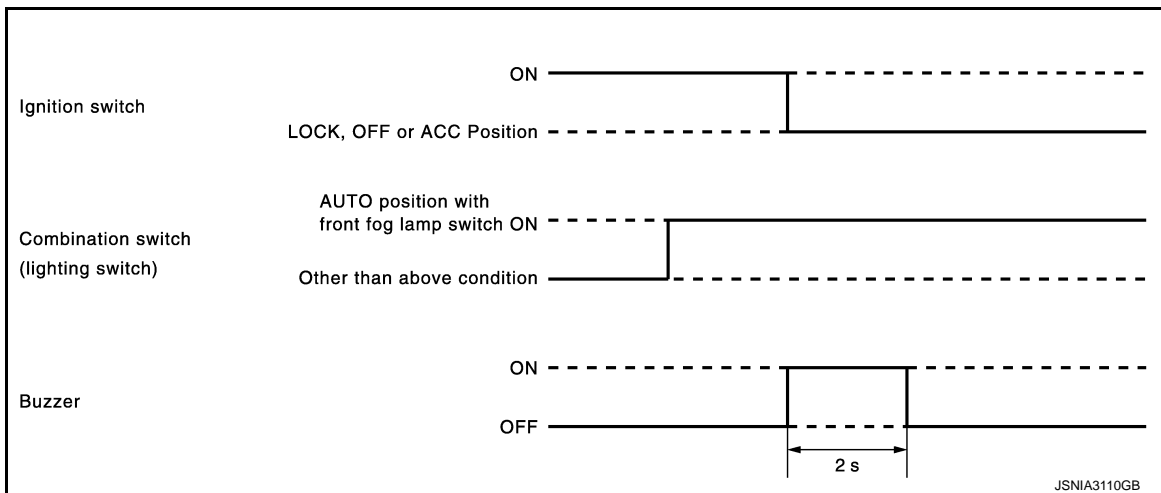 ON
Ignition switch
LOCK, OFF or ACC Position
AUTO position with
front fog lamp switch ON
Combination switch
(lighting switch)
Other than above condition
ON
Buzzer
OFF
2 s
JSNIA3110GB